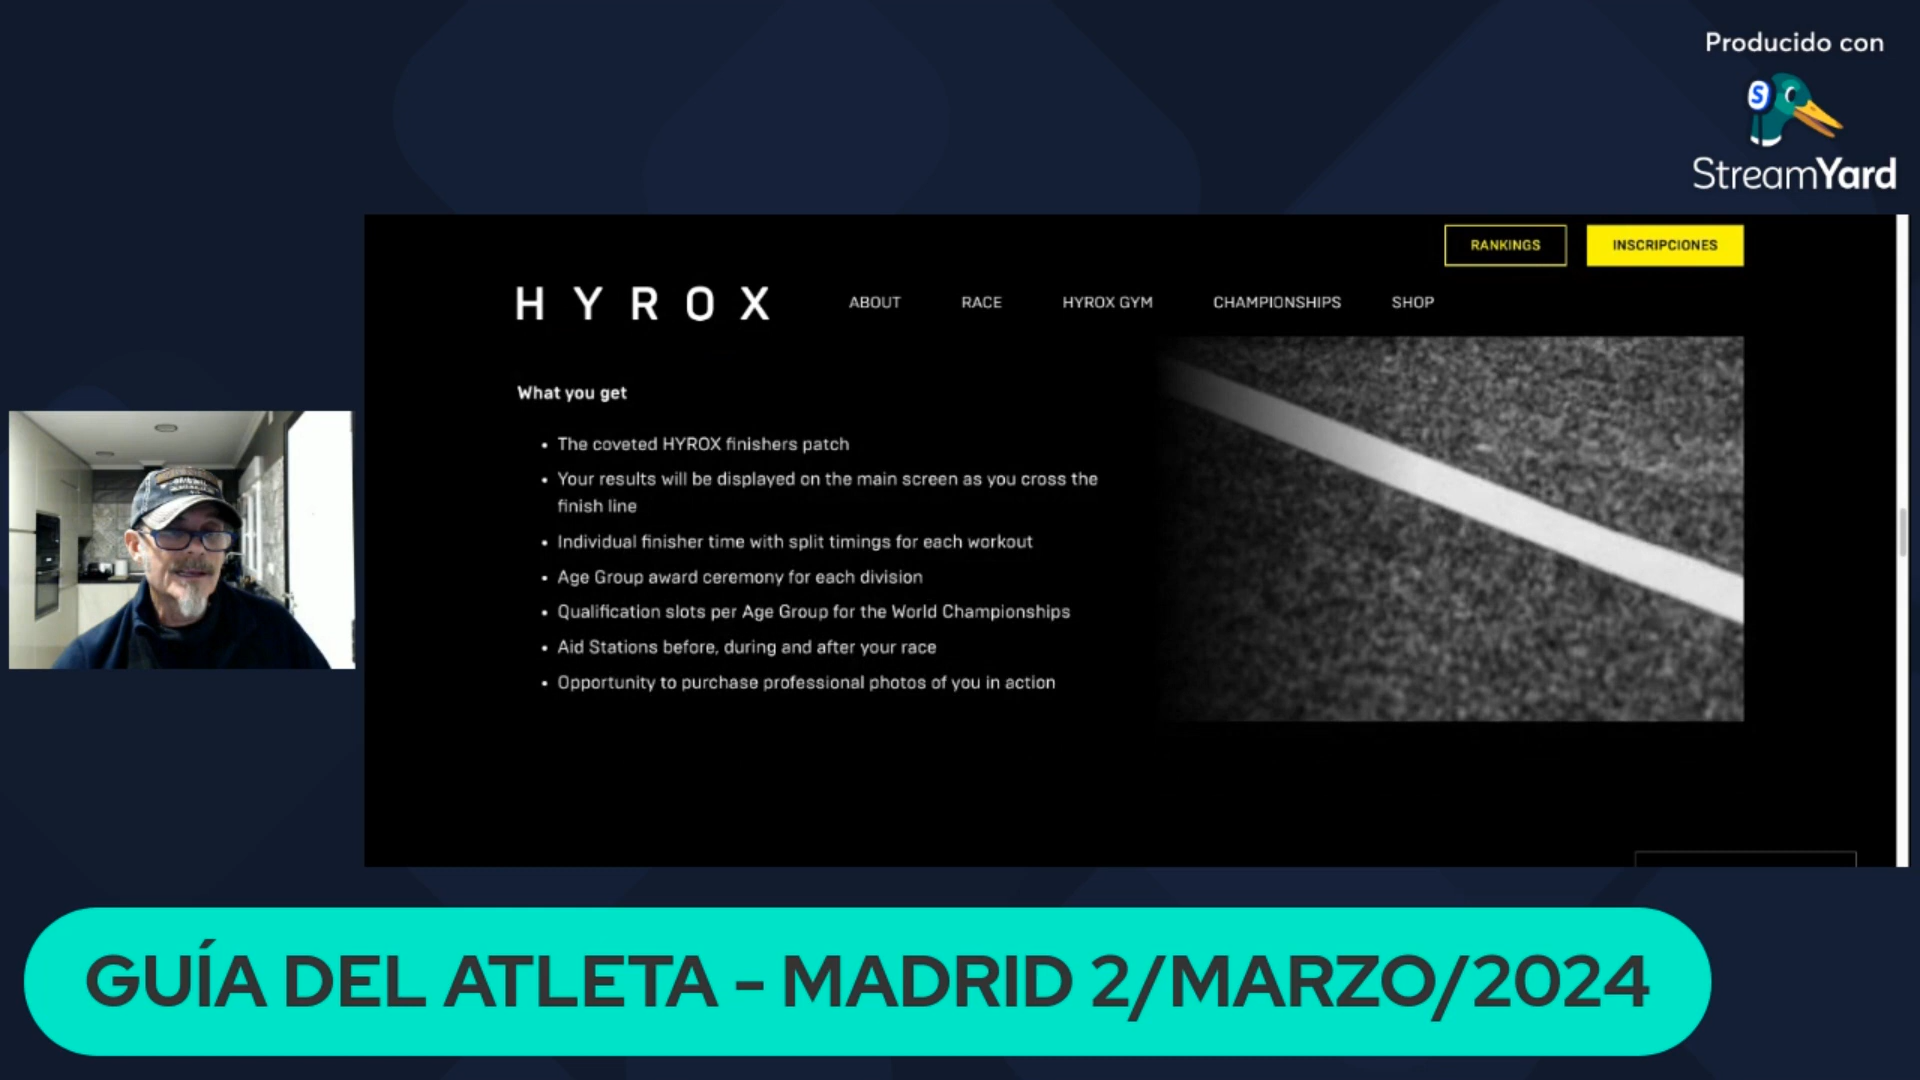 Producido con
StreamYard
RANKINGS
INSCRIPCIONES
HYROX
ABOUT
RACE
HYROX GYM
CHAMPIONSHIPS
SHOP
What you get
• The coveted HYROX finishers patch
• Your results will be displayed on the main screen as you cross the
finish line
• Individual finisher time with split timings for each workout
• Age Group award ceremony for each division
• Qualification slots per Age Group for the World Championships
• Aid Stations before, during and after your race
• Opportunity to purchase professional photos of you in action
GUÍA DEL ATLETA - MADRID 2/MARZO/2024